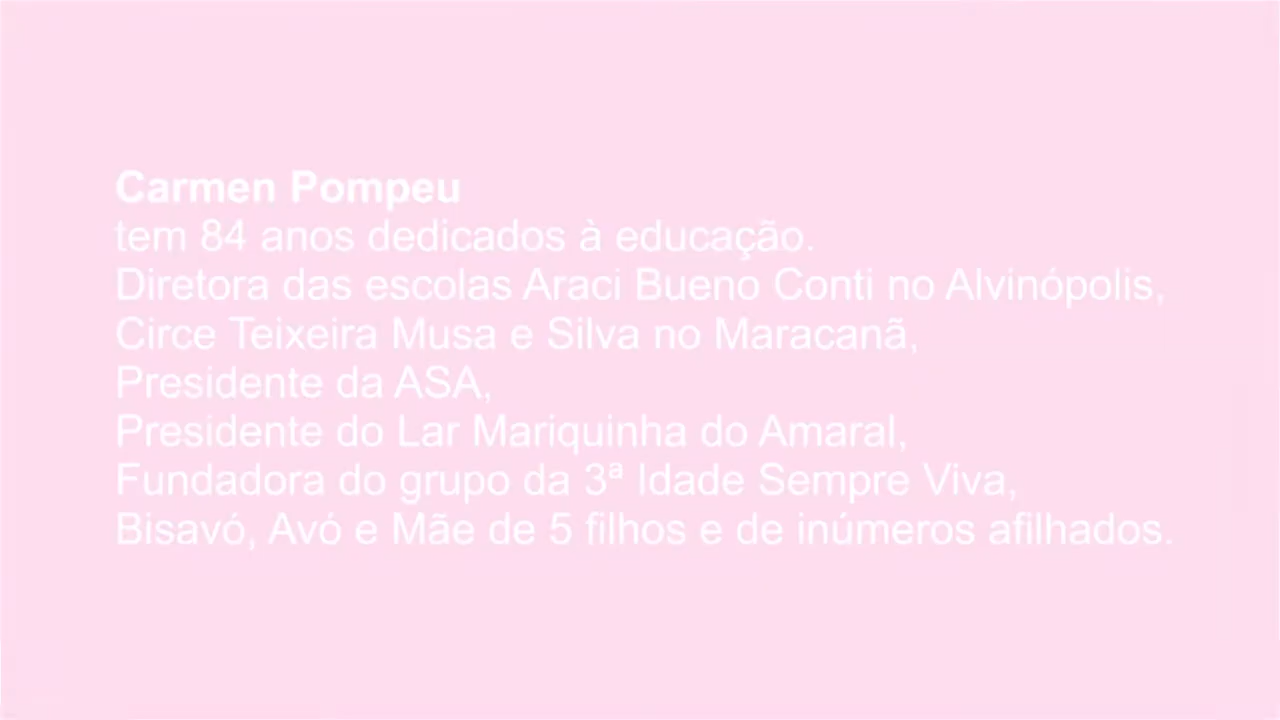 Carmen Pompeu
tem 84 anos dedicados à educação.
Diretora das escolas Araci Bueno Conti no Alvinópolis,
Circe Teixeira Musa e Silva no Maracanã,
Presidente da ASA,
Presidente do Lar Mariquinha do Amaral,
Fundadora do grupo da 3ª Idade Sempre Viva,
Bisavó, Avó e Mãe de 5 filhos e de inúmeros afilhados.